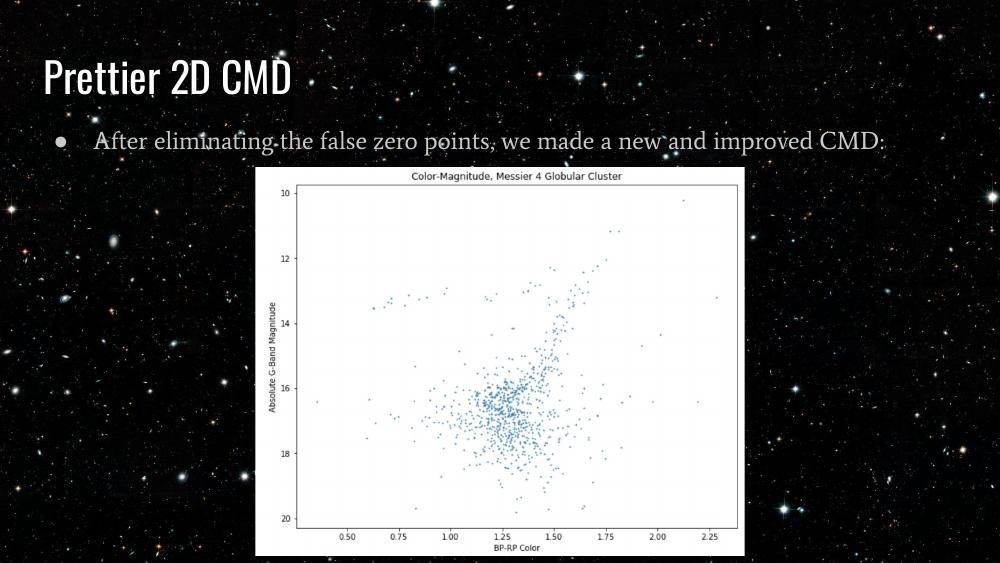 Prettier 2D CMD
● After eliminating the false zero points, we made a new and improved CMD:
Color-Magnitude, Messier 4 Globular Cluster
10
12
14
16
18
20
Absolute G-Band Magnitude
0.50 0.75 1.00 1.25 1.50 1.75 2.00 2.25
BP-RP Color